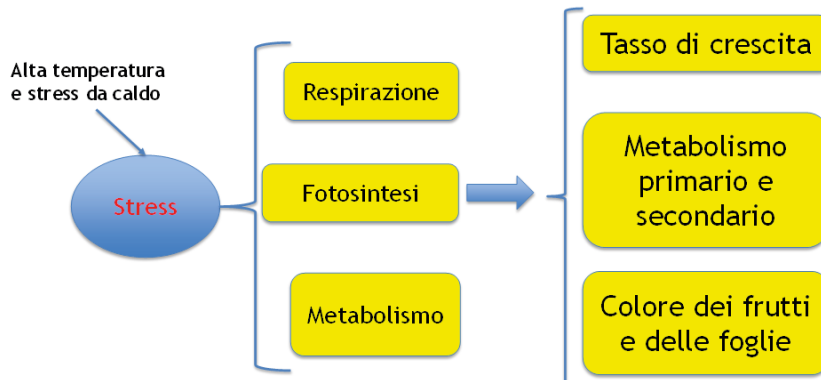 Alta temperatura
e stress da caldo
Stress
Respirazione
Fotosintesi
Metabolismo
Tasso di crescita
Metabolismo
primario e
secondario
Colore dei frutti
e delle foglie